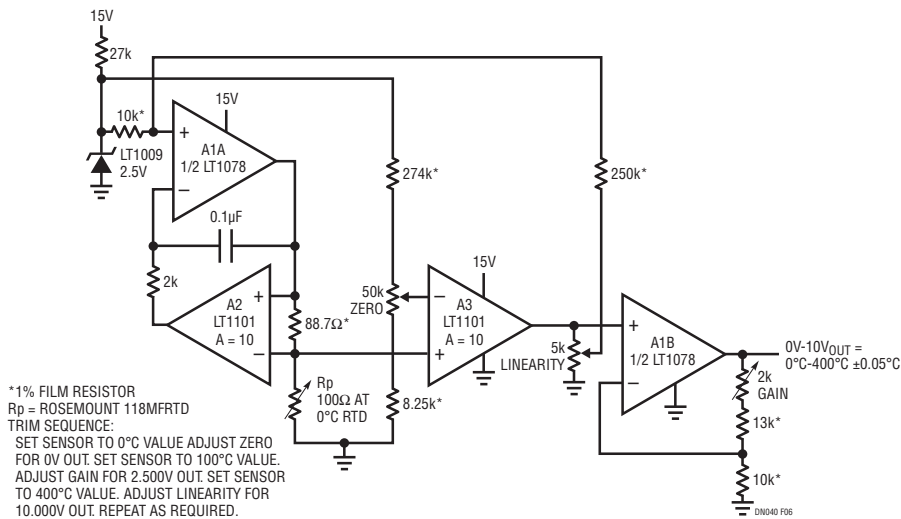 15V
27k
10k*
LT1009
2.5V
15V
+
A1A
1/2 LT1078
–
0.1µF
2k
A2
LT1101
A = 10
+
–
88.7Ω*
Rp
100Ω AT
0°C RTD
274k*
50k
ZERO
8.25k*
15V
–
A3
LT1101
A = 10
+
250k*
5k
LINEARITY
+
A1B
1/2 LT1078
–
0V-10VOUT =
0°C-400°C ±0.05°C
2k
GAIN
13k*
10k*
*1% FILM RESISTOR
Rp = ROSEMOUNT 118MFRTD
TRIM SEQUENCE:
SET SENSOR TO 0°C VALUE ADJUST ZERO
FOR 0V OUT. SET SENSOR TO 100°C VALUE.
ADJUST GAIN FOR 2.500V OUT. SET SENSOR
TO 400°C VALUE. ADJUST LINEARITY FOR
10.000V OUT. REPEAT AS REQUIRED.
DN040 F06